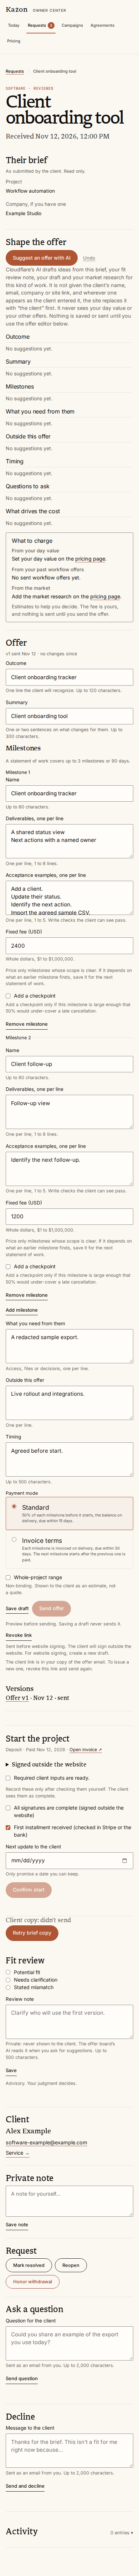 Kazon OWNER CENTER
Today Requests 2 Campaigns Agreements
Pricing
Requests Client onboarding tool
SOFTWARE · REVIEWED
Client
onboarding tool
Received Nov 12, 2026, 12:00 PM
Their brief
As submitted by the client. Read only.
Project
Workflow automation
Company, if you have one
Example Studio
Shape the offer
Suggest an offer with AI Undo
Cloudflare's AI drafts ideas from this brief, your fit
review note, your past offers, and the prices for
this kind of work. It is not given the client's name,
email, company or site link, and wherever one of
those is in text the client entered, it she replaces it
with "The client" first. It never sees your day value or
your other offers. Nothing is saved or sent until you
use the offer editor below.
Outcome
No suggestions yet.
Summary
No suggestions yet.
Milestones
No suggestions yet.
What you need from them
No suggestions yet.
Outside this offer
No suggestions yet.
Timing
No suggestions yet.
Questions to ask
No suggestions yet.
What drives the cost
No suggestions yet.
What to charge
From your day value
Set your day value on the pricing page.
From your past workflow offers
No sent workflow offers yet.
From the market
Add the market research on the pricing page.
Estimates to help you decide. The fee is yours,
and nothing is sent until you send the offer.
Offer
v1 sent Nov 12 · no changes since
Outcome
Client onboarding tracker
One line the client will recognize. Up to 120 characters.
Summary
Client onboarding tool
One or two sentences on what changes for them. Up to
300 characters.
Milestones
A statement of work covers up to 3 milestones or 90 days.
Milestone 1
Name
Client onboarding tracker
Up to 80 characters.
Deliverables, one per line
A shared status view
Next actions with a named owner
One per line, 1 to 8 lines.
Acceptance examples, one per line
Add a client.
Update their status.
Identify the next action.
Import the agreed sample CSV.
One per line, 1 to 5. Write checks the client can see pass.
Fixed fee (USD)
2400
Whole dollars, $1 to $1,000,000.
Price only milestones whose scope is clear. If it depends on
what an earlier milestone finds, save it for the next
statement of work.
Add a checkpoint
Add a checkpoint only if this milestone is large enough that
50% would under-cover a late cancellation.
Remove milestone
Milestone 2
Name
Client follow-up
Up to 80 characters.
Deliverables, one per line
Follow-up view
One per line, 1 to 8 lines.
Acceptance examples, one per line
Identify the next follow-up.
One per line, 1 to 5. Write checks the client can see pass.
Fixed fee (USD)
1200
Whole dollars, $1 to $1,000,000.
Price only milestones whose scope is clear. If it depends on
what an earlier milestone finds, save it for the next
statement of work.
Add a checkpoint
Add a checkpoint only if this milestone is large enough that
50% would under-cover a late cancellation.
Remove milestone
Add milestone
What you need from them
A redacted sample export.
Access, files or decisions, one per line.
Outside this offer
Live rollout and integrations.
One per line.
Timing
Agreed before start.
Up to 500 characters.
Payment mode
Standard
50% of each milestone before it starts, the balance on
delivery, due within 15 days.
Invoice terms
Each milestone is invoiced on delivery, due within 30
days. The next milestone starts after the previous one is
paid.
Whole-project range
Non-binding. Shown to the client as an estimate, not
a quote.
Save draft Send offer
Preview before sending. Saving a draft never sends it.
Revoke link
Sent before website signing. The client will sign outside the
website. For website signing, create a new draft.
The client link is in your copy of the offer email. To issue a
new one, revoke this link and send again.
Versions
Offer v1 · Nov 12 · sent
Start the project
Deposit · Paid Nov 12, 2026 · Open invoice ↗
Signed outside the website
Required client inputs are ready.
Record these only after checking them yourself. The client
sees them as claims.
All signatures are complete (signed outside the
website)
First installment received (checked in Stripe or the
bank)
Next update to the client
mm/dd/yyyy
Only promise a date you can keep.
Confirm start
Client copy: didn't send
Retry brief copy
Fit review
Potential fit
Needs clarification
Stated mismatch
Review note
Clarify who will use the first version.
Private: never shown to the client. The offer board's
AI reads it when you ask for suggestions. Up to
500 characters.
Save
Advisory. Your judgment decides.
Client
Alex Example
software-example@example.com
Service →
Private note
A note for yourself...
Save note
Request
Mark resolved Reopen
Honor withdrawal
Ask a question
Question for the client
Could you share an example of the export
you use today?
Sent as an email from you. Up to 2,000 characters.
Send question
Decline
Message to the client
Thanks for the brief. This isn't a fit for me
right now because...
Sent as an email from you. Up to 2,000 characters.
Send and decline
Activity 0 entries